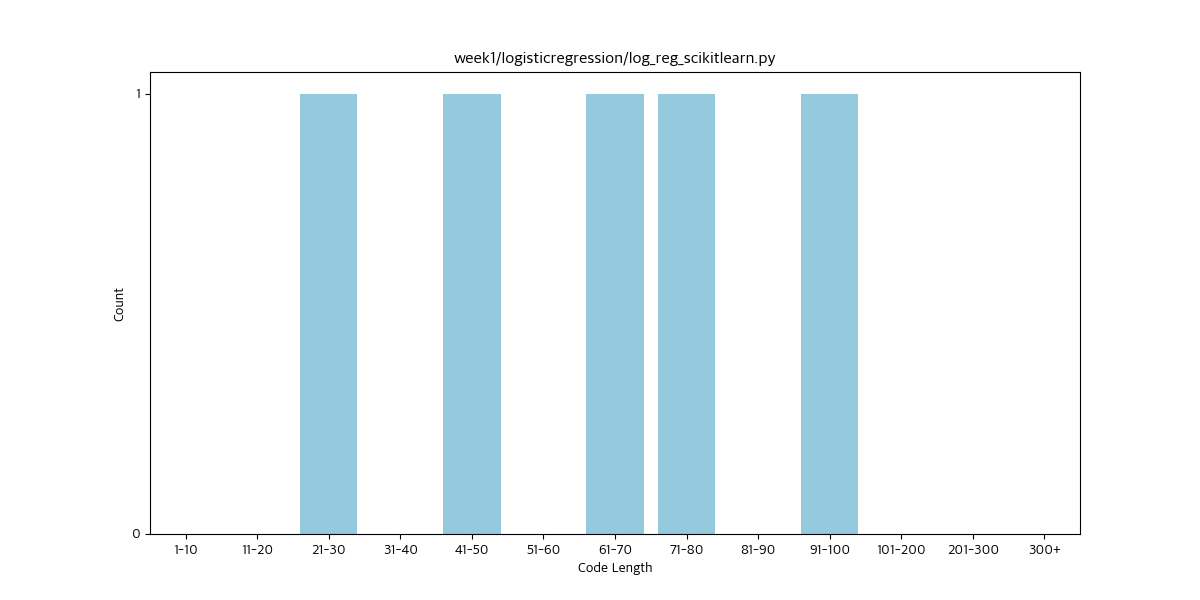 week1/logisticregression/log_reg_scikitlearn.py
1
Count
0
1-10 11-20 21-30 31-40 41-50 51-60 61-70 71-80 81-90 91-100 101-200 201-300 300+
Code Length